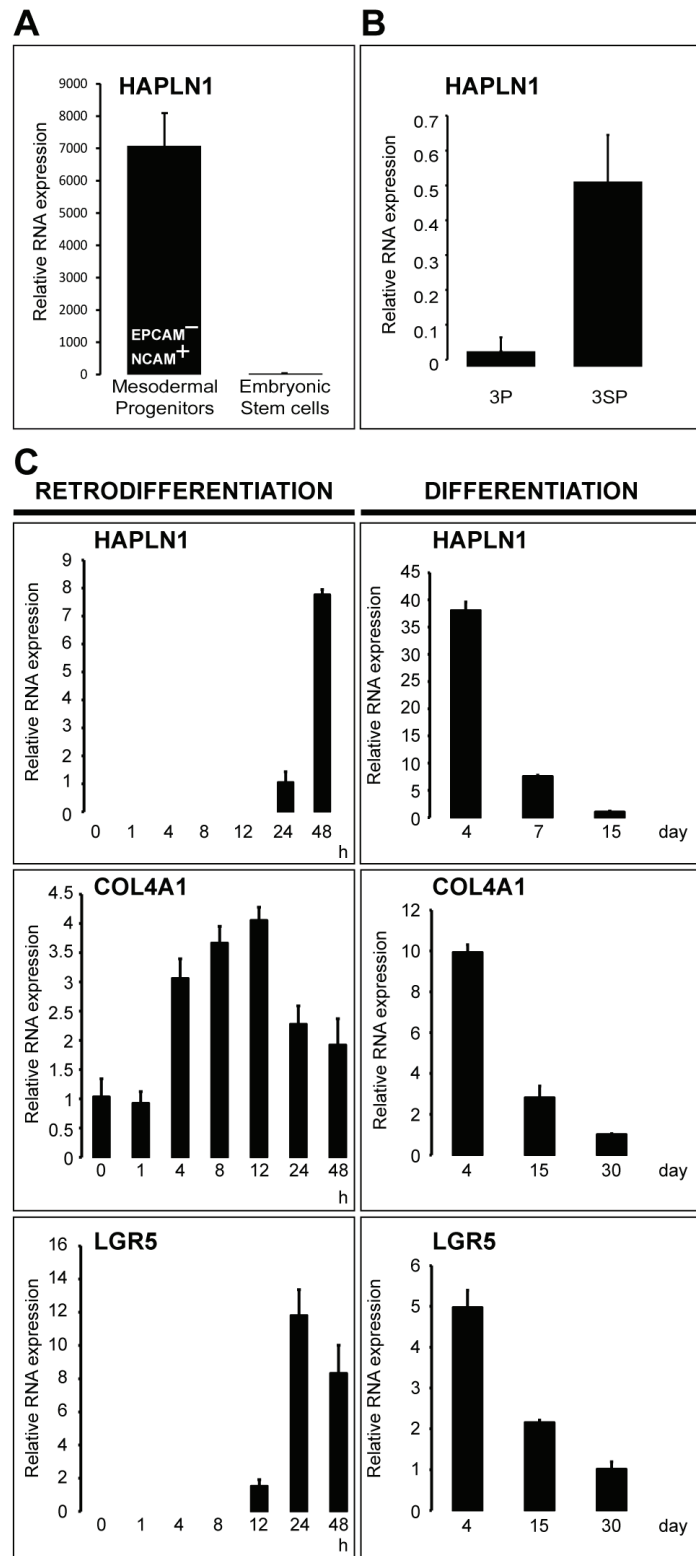 A
HAPLN1
Relative RNA expression
9000
8000
7000
6000
5000
4000
3000
2000
1000
0
EPCAM−
NCAM+
Mesodermal Progenitors
Embryonic Stem cells
B
HAPLN1
Relative RNA expression
0.7
0.6
0.5
0.4
0.3
0.2
0.1
0
3P 3SP
C
RETRODIFFERENTIATION
DIFFERENTIATION
HAPLN1
Relative RNA expression
9
8
7
6
5
4
3
2
1
0
0 1 4 8 12 24 48
h
HAPLN1
Relative RNA expression
45
40
35
30
25
20
15
10
5
0
4 7 15 day
COL4A1
Relative RNA expression
4.5
4
3.5
3
2.5
2
1.5
1
0.5
0
0 1 4 8 12 24 48
h
COL4A1
Relative RNA expression
12
10
8
6
4
2
0
4 15 30 day
LGR5
Relative RNA expression
16
14
12
10
8
6
4
2
0
0 1 4 8 12 24 48
h
LGR5
Relative RNA expression
6
5
4
3
2
1
0
4 15 30 day